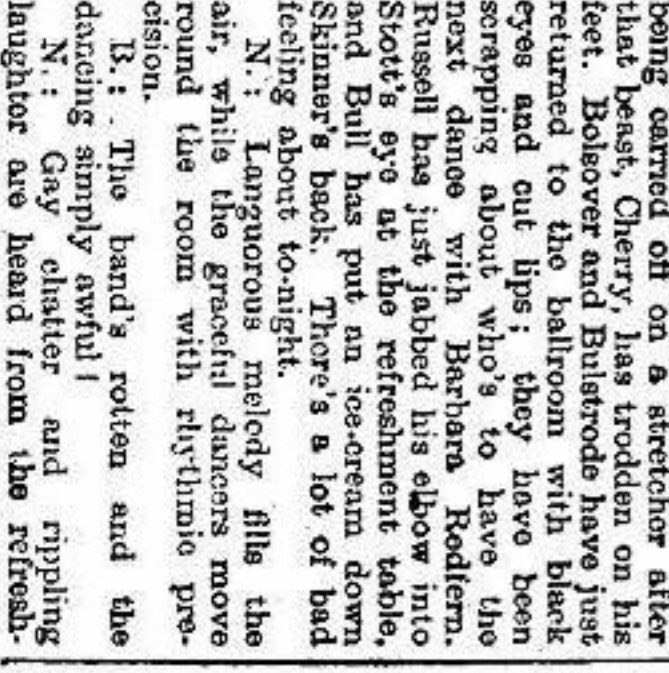 being carried off on a stretcher after
that beast, Cherry, has trodden on his
feet. Bolsover and Bulstrode have just
returned to the ballroom with black
eyes and cut lips; they have been
scrapping about who's to have the
next dance with Barbara Redfern.
Russell has just jabbed his elbow into
Stott's eye at the refreshment table,
and Bull has put an ice-cream down
Skinner's back. There's a lot of bad
feeling about to-night.
N.: Languorous melody fills the
air, while the graceful dancers move
round the room with rhythmic pre-
cision.
B.: The band's rotten and the
dancing simply awful!
N.: Gay chatter and rippling
laughter are heard from the refresh-